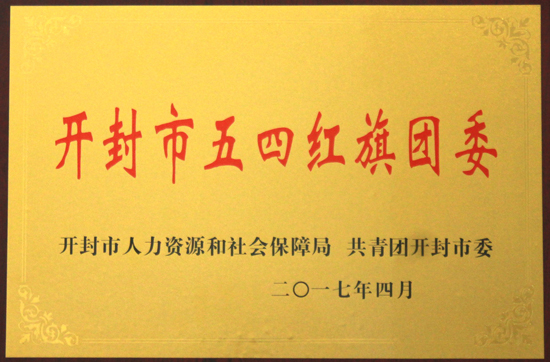 开封市五四红旗团委
开封市人力资源和社会保障局 共青团开封市委
二〇一七年四月